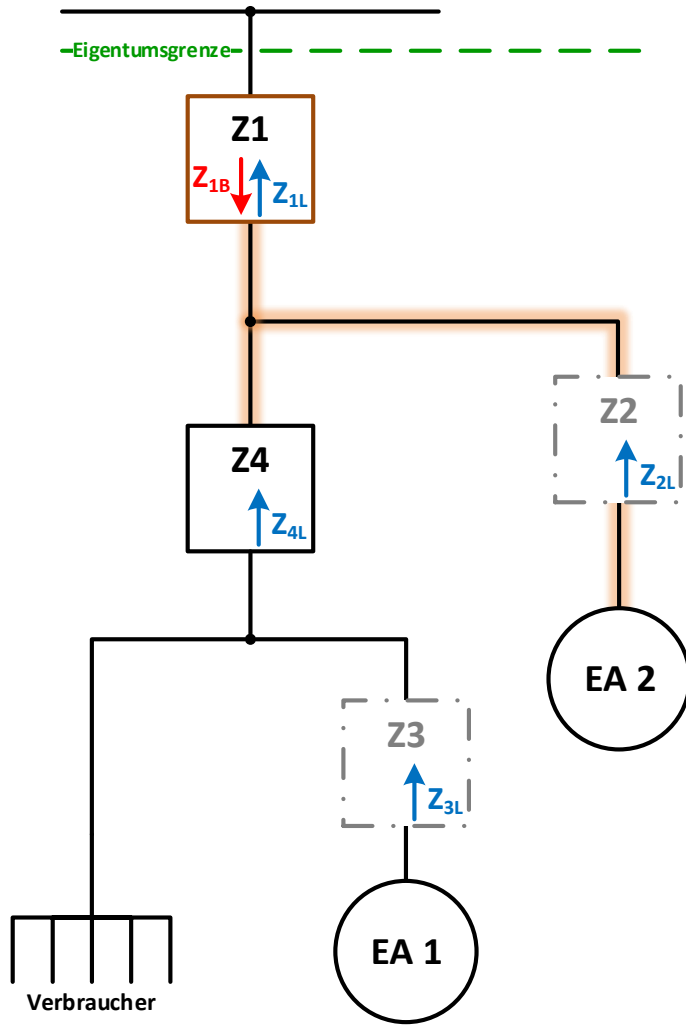 Eigentumsgrenze
Z1
Z1B
Z1L
Z2
Z2L
Z4
Z4L
EA 2
Z3
Z3L
EA 1
Verbraucher